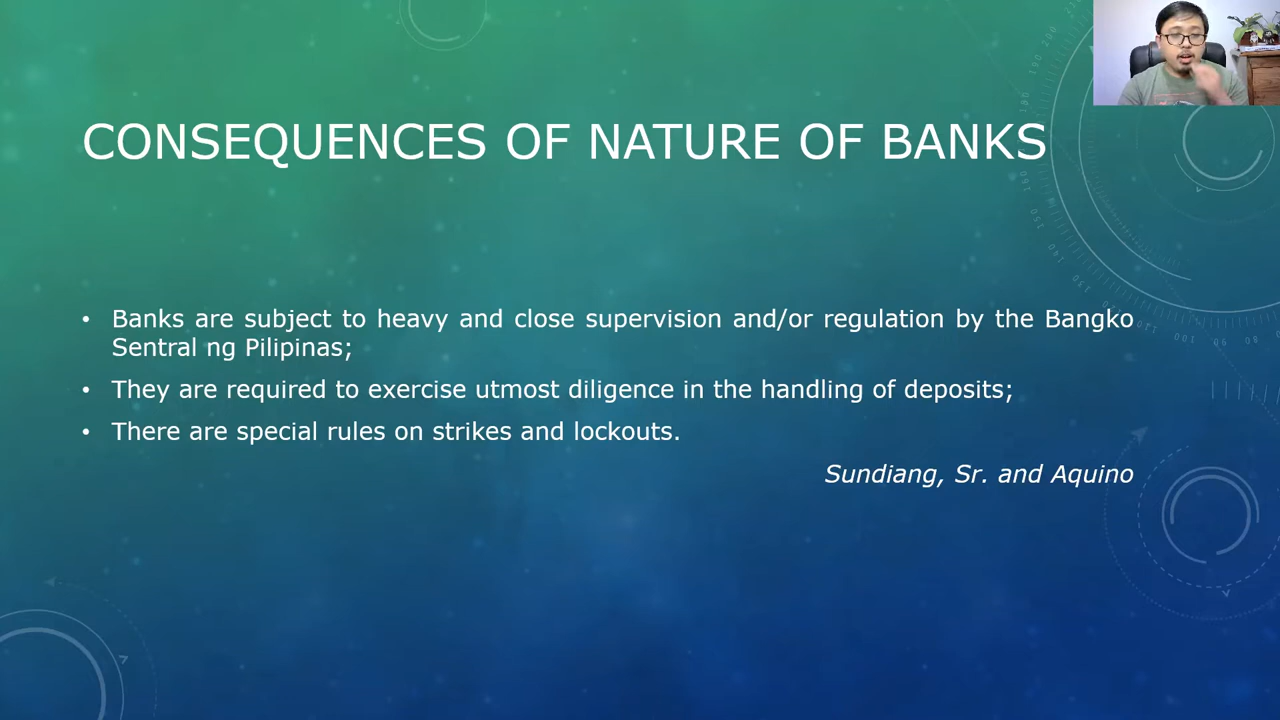 CONSEQUENCES OF NATURE OF BANKS
• Banks are subject to heavy and close supervision and/or regulation by the Bangko
Sentral ng Pilipinas;
• They are required to exercise utmost diligence in the handling of deposits;
• There are special rules on strikes and lockouts.
Sundiang, Sr. and Aquino